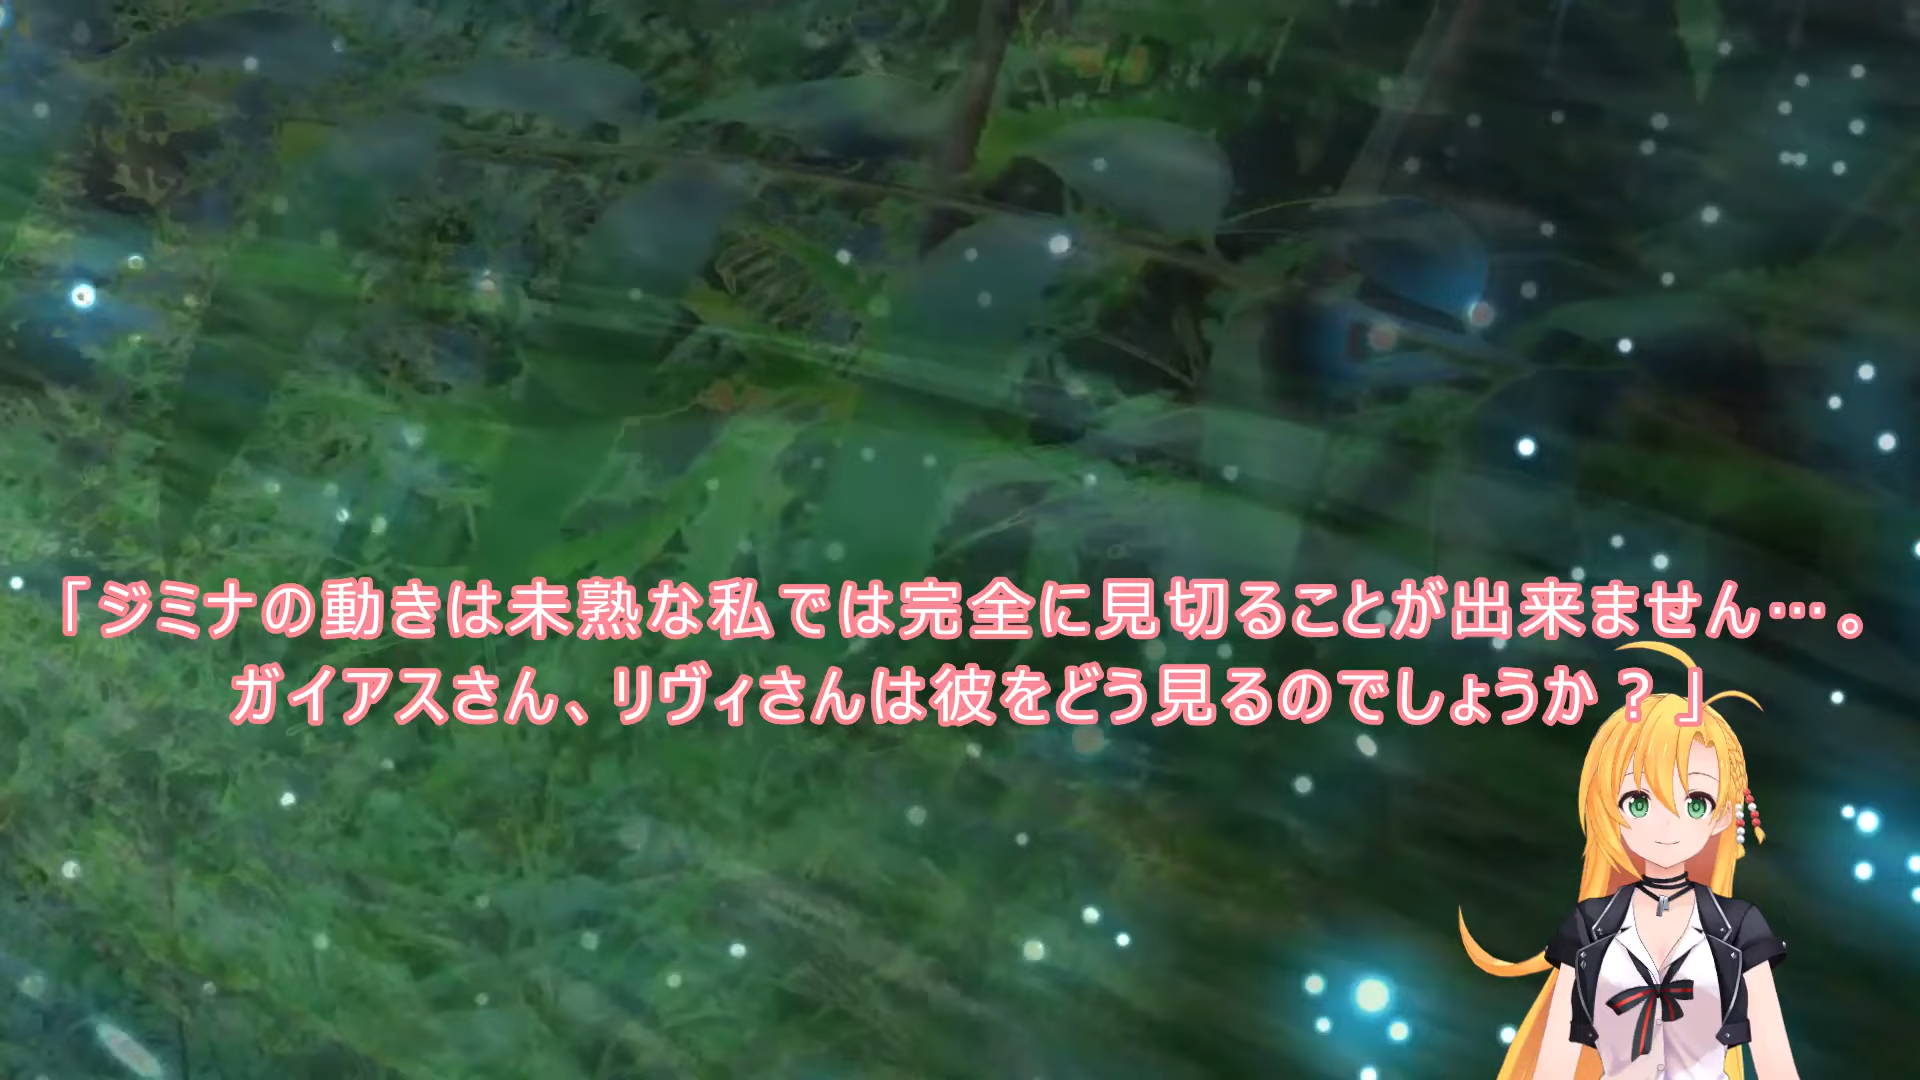 「ジミナの動きは未熟な私では完全に見切ることが出来ません…。
ガイアスさん、リヴィさんは彼をどう見るのでしょうか？」